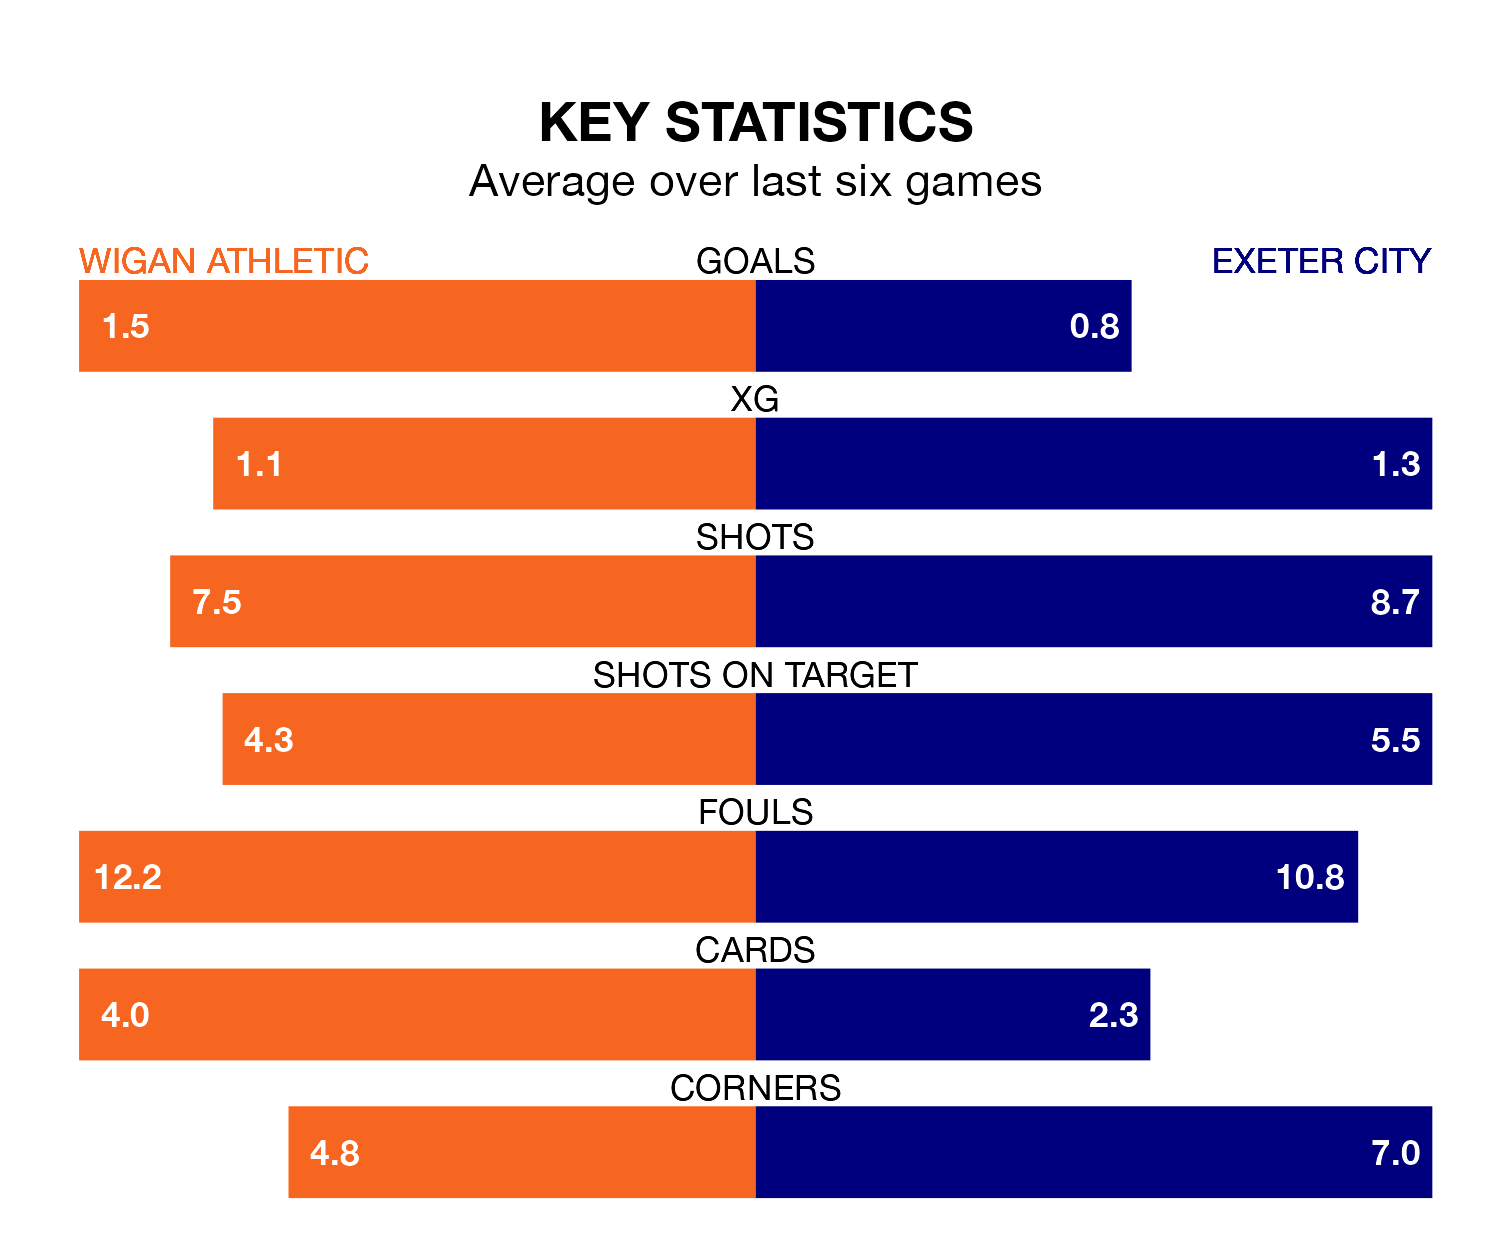 KEY STATISTICS
Average over last six games
WIGAN ATHLETIC GOALS EXETER CITY
1.5 0.8
XG
1.1 1.3
SHOTS
7.5 8.7
SHOTS ON TARGET
4.3 5.5
FOULS
12.2 10.8
CARDS
4.0 2.3
CORNERS
4.8 7.0